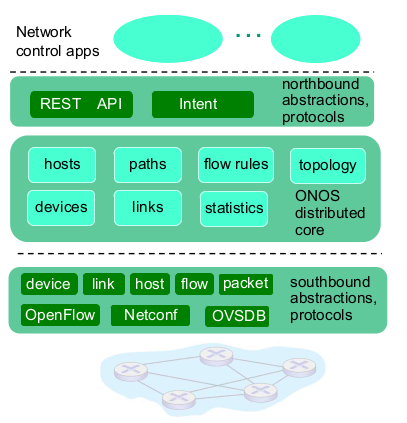 Network
control apps
...
northbound
abstractions,
protocols
REST API
Intent
hosts
paths
flow rules
topology
devices
links
statistics
ONOS
distributed
core
device
link
host
flow
packet
southbound
abstractions,
protocols
OpenFlow
Netconf
OVSDB